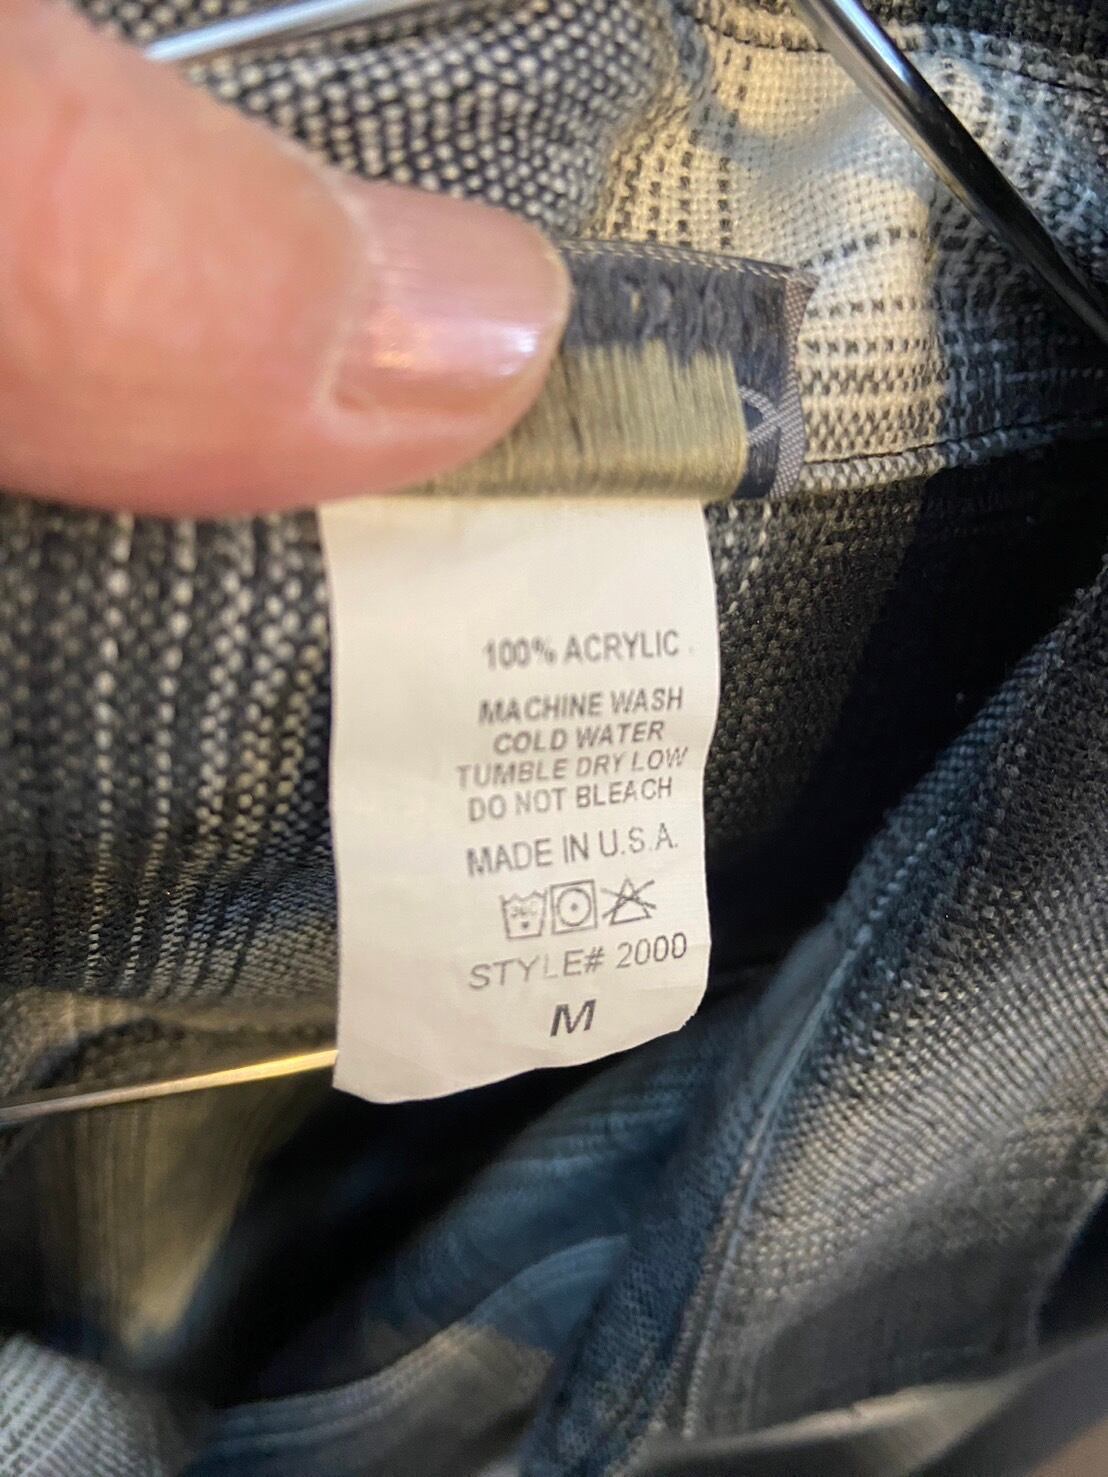 100% ACRYLIC
MACHINE WASH
COLD WATER
TUMBLE DRY LOW
DO NOT BLEACH
MADE IN U.S.A.
STYLE# 2000
M